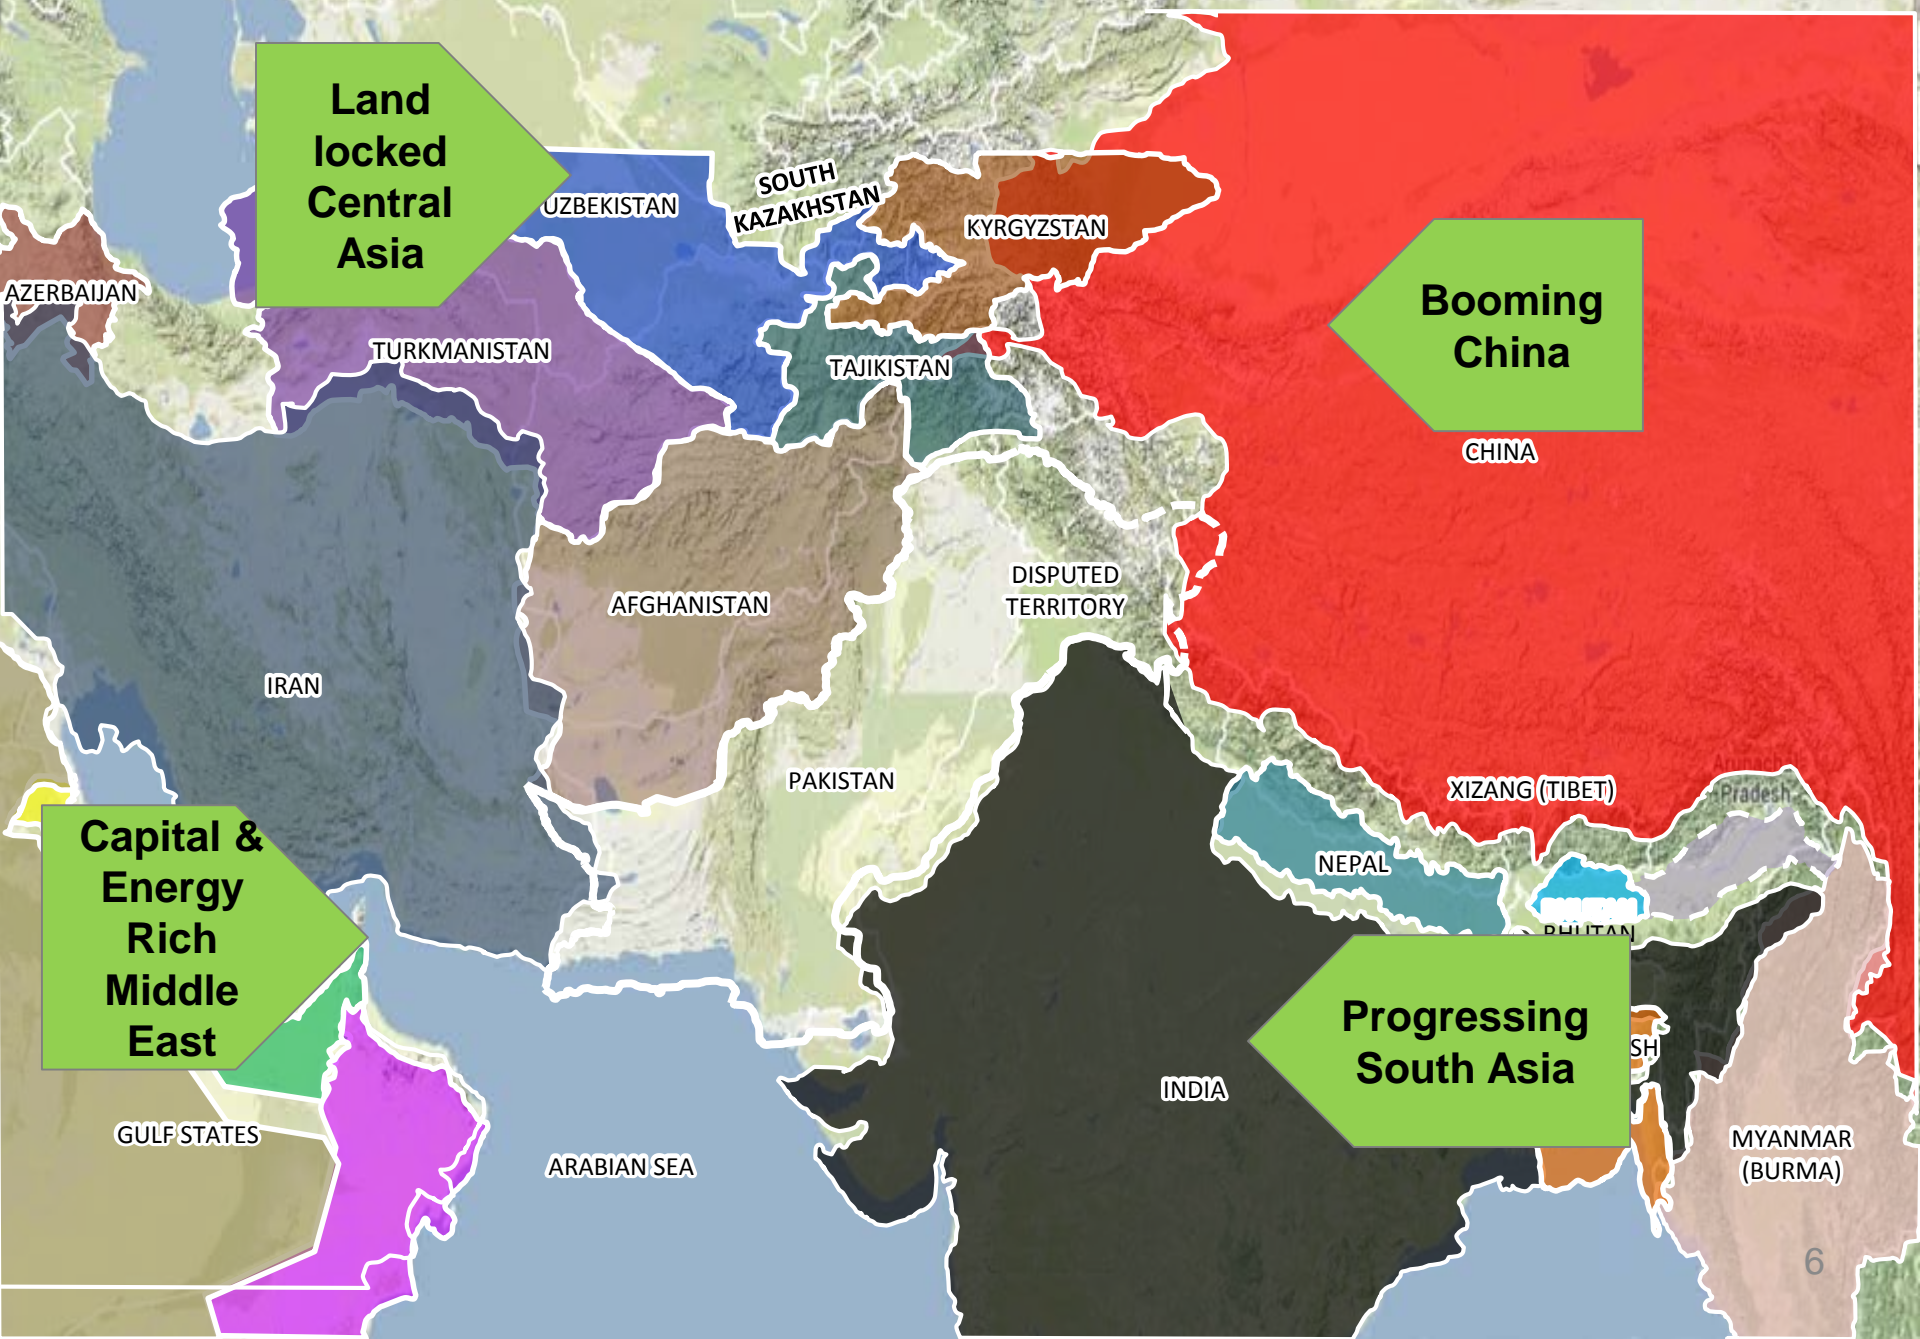 Land
locked
Central
Asia
SOUTH
KAZAKHSTAN
UZBEKISTAN
KYRGYZSTAN
AZERBAIJAN
TURKMANISTAN
TAJIKISTAN
Booming
China
CHINA
DISPUTED
TERRITORY
AFGHANISTAN
IRAN
PAKISTAN
XIZANG (TIBET)
Arunachal
Pradesh
Capital &
Energy
Rich
Middle
East
NEPAL
BHUTAN
Progressing
South Asia
SH
INDIA
GULF STATES
ARABIAN SEA
MYANMAR
(BURMA)
6